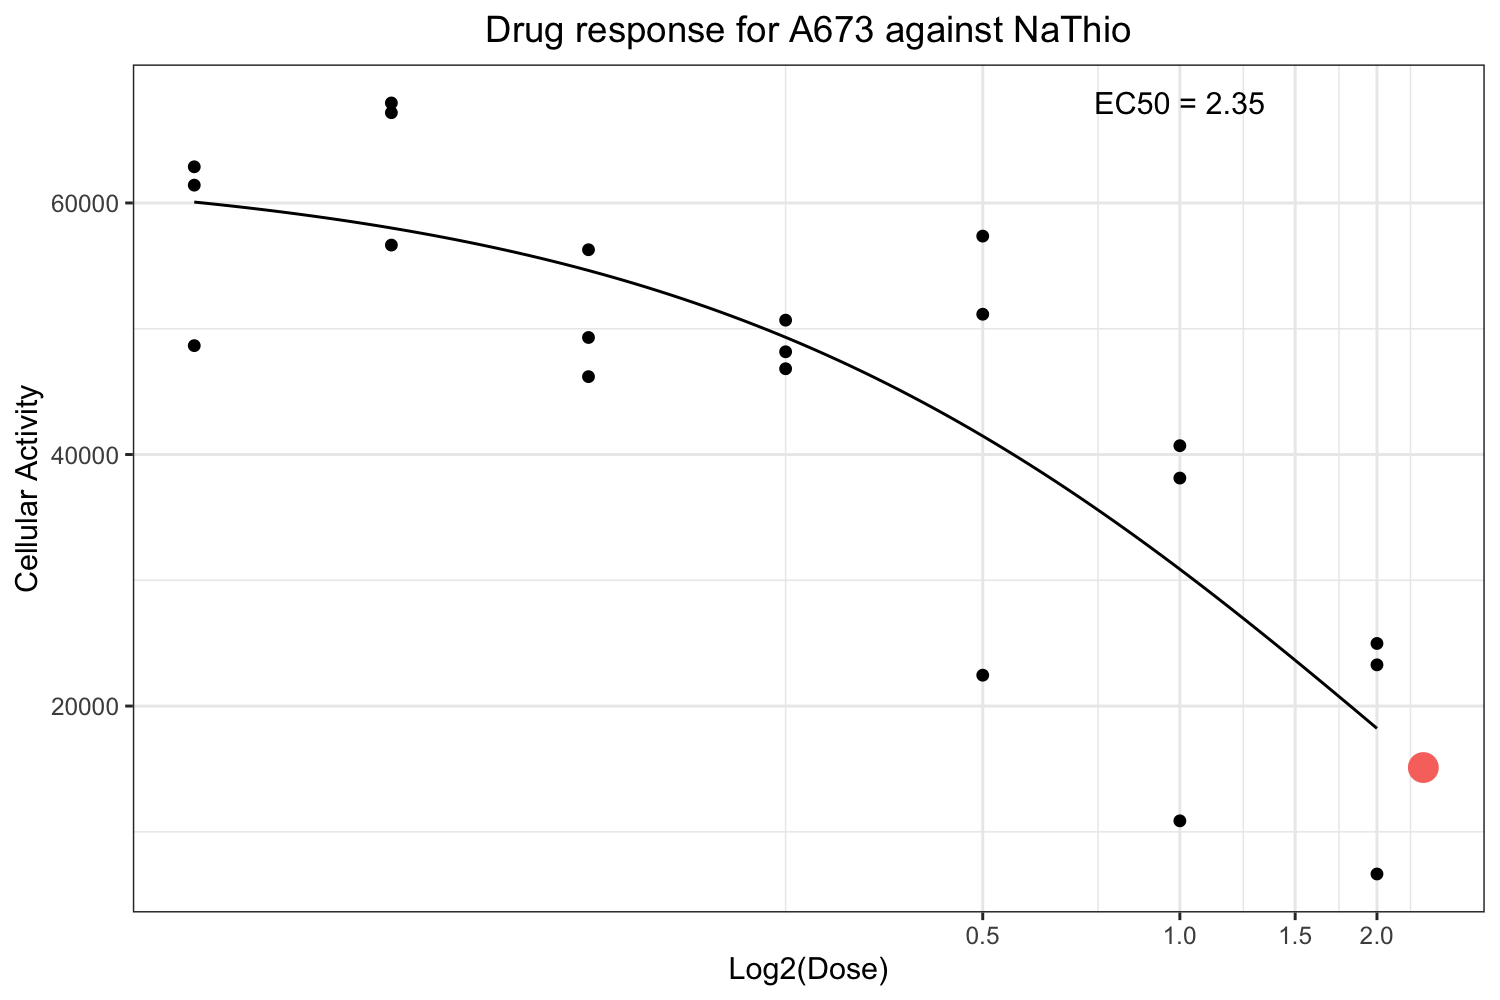 Drug response for A673 against NaThio
EC50 = 2.35
Cellular Activity
60000
40000
20000
0.5 1.0 1.5 2.0
Log2(Dose)